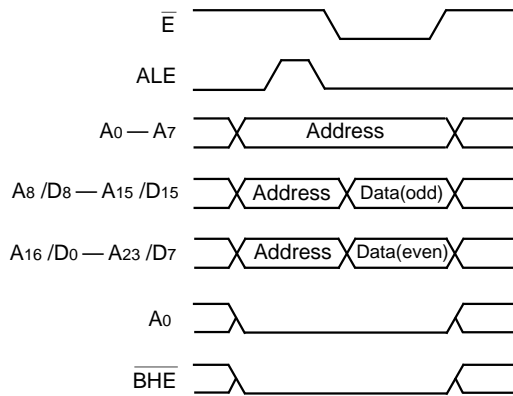 E
ALE
A0 — A7 Address
A8 /D8 — A15 /D15 Address Data(odd)
A16 /D0 — A23 /D7 Address Data(even)
A0
BHE